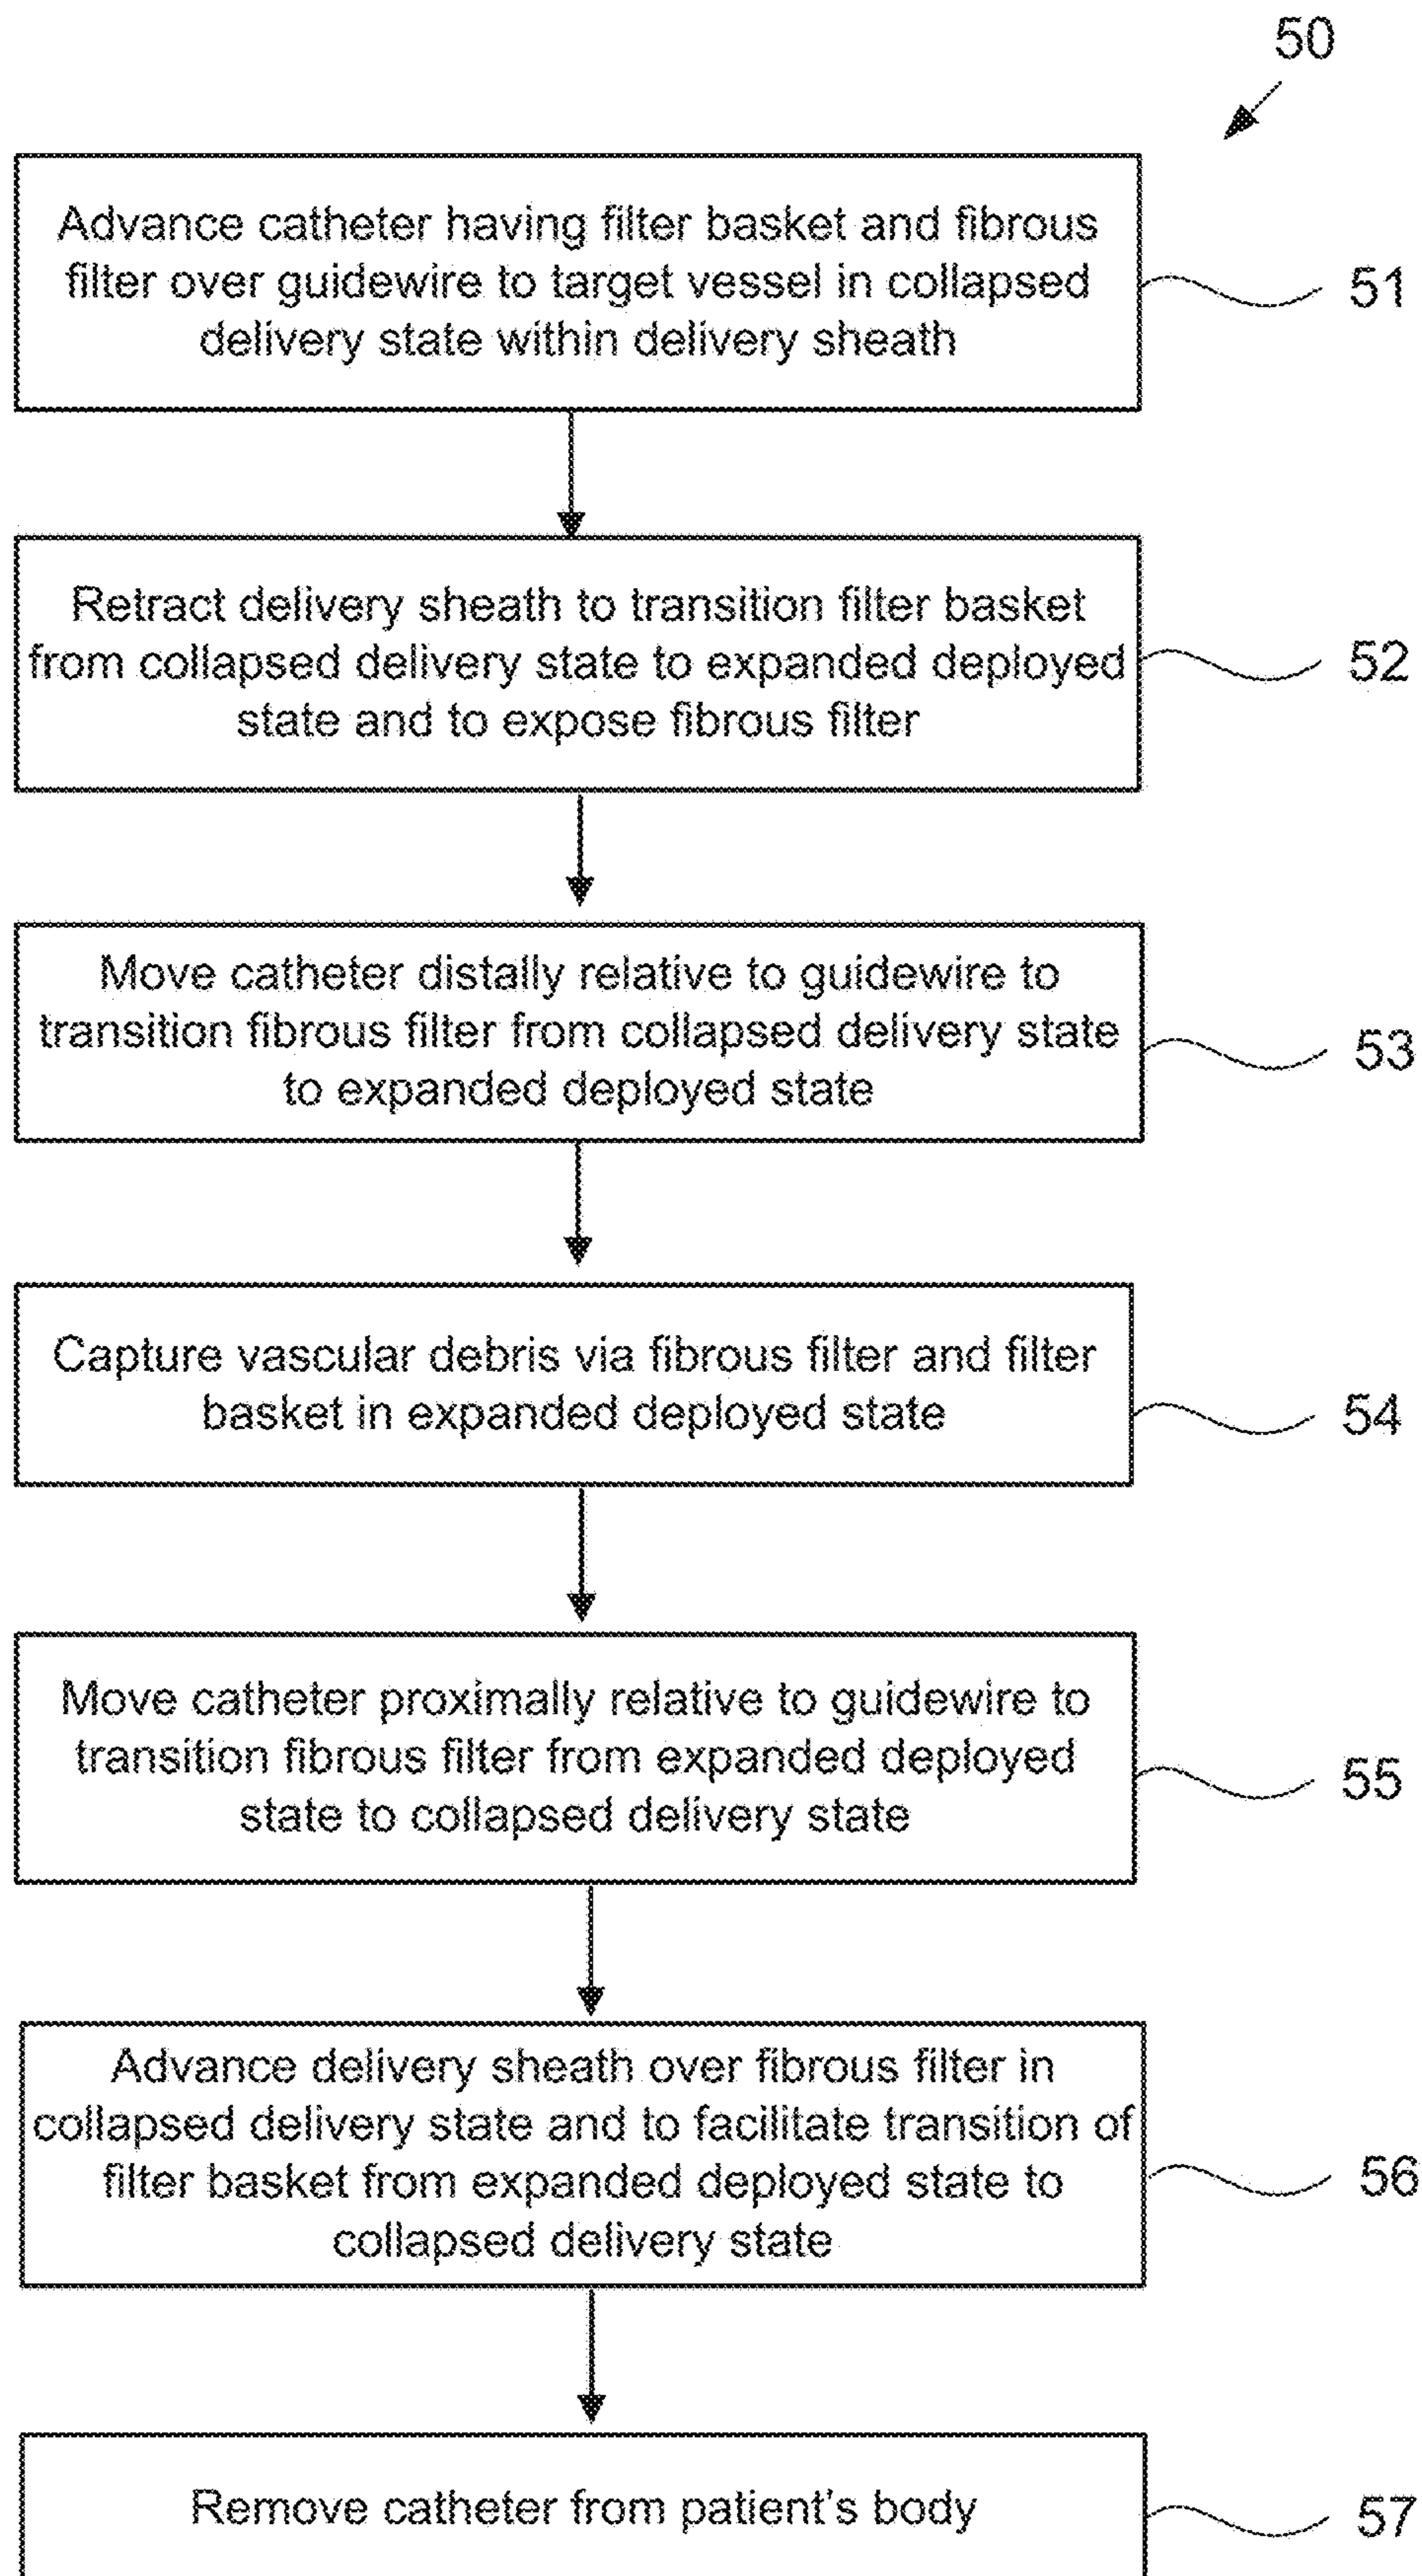 50
Advance catheter having filter basket and fibrous
filter over guidewire to target vessel in collapsed
delivery state within delivery sheath
51
Retract delivery sheath to transition filter basket
from collapsed delivery state to expanded deployed
state and to expose fibrous filter
52
Move catheter distally relative to guidewire to
transition fibrous filter from collapsed delivery state
to expanded deployed state
53
Capture vascular debris via fibrous filter and filter
basket in expanded deployed state
54
Move catheter proximally relative to guidewire to
transition fibrous filter from expanded deployed
state to collapsed delivery state
55
Advance delivery sheath over fibrous filter in
collapsed delivery state and to facilitate transition of
filter basket from expanded deployed state to
collapsed delivery state
56
Remove catheter from patient's body
57